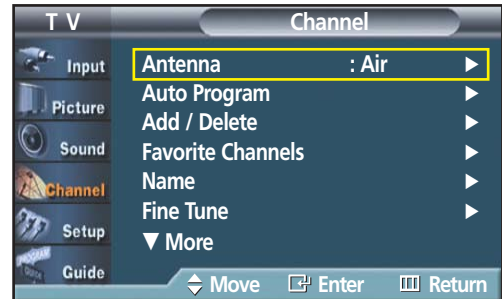 T V
Channel
Input
Picture
Sound
Channel
Setup
Guide
Antenna : Air ▶
Auto Program ▶
Add / Delete ▶
Favorite Channels ▶
Name ▶
Fine Tune ▶
▼ More
Move Enter Return